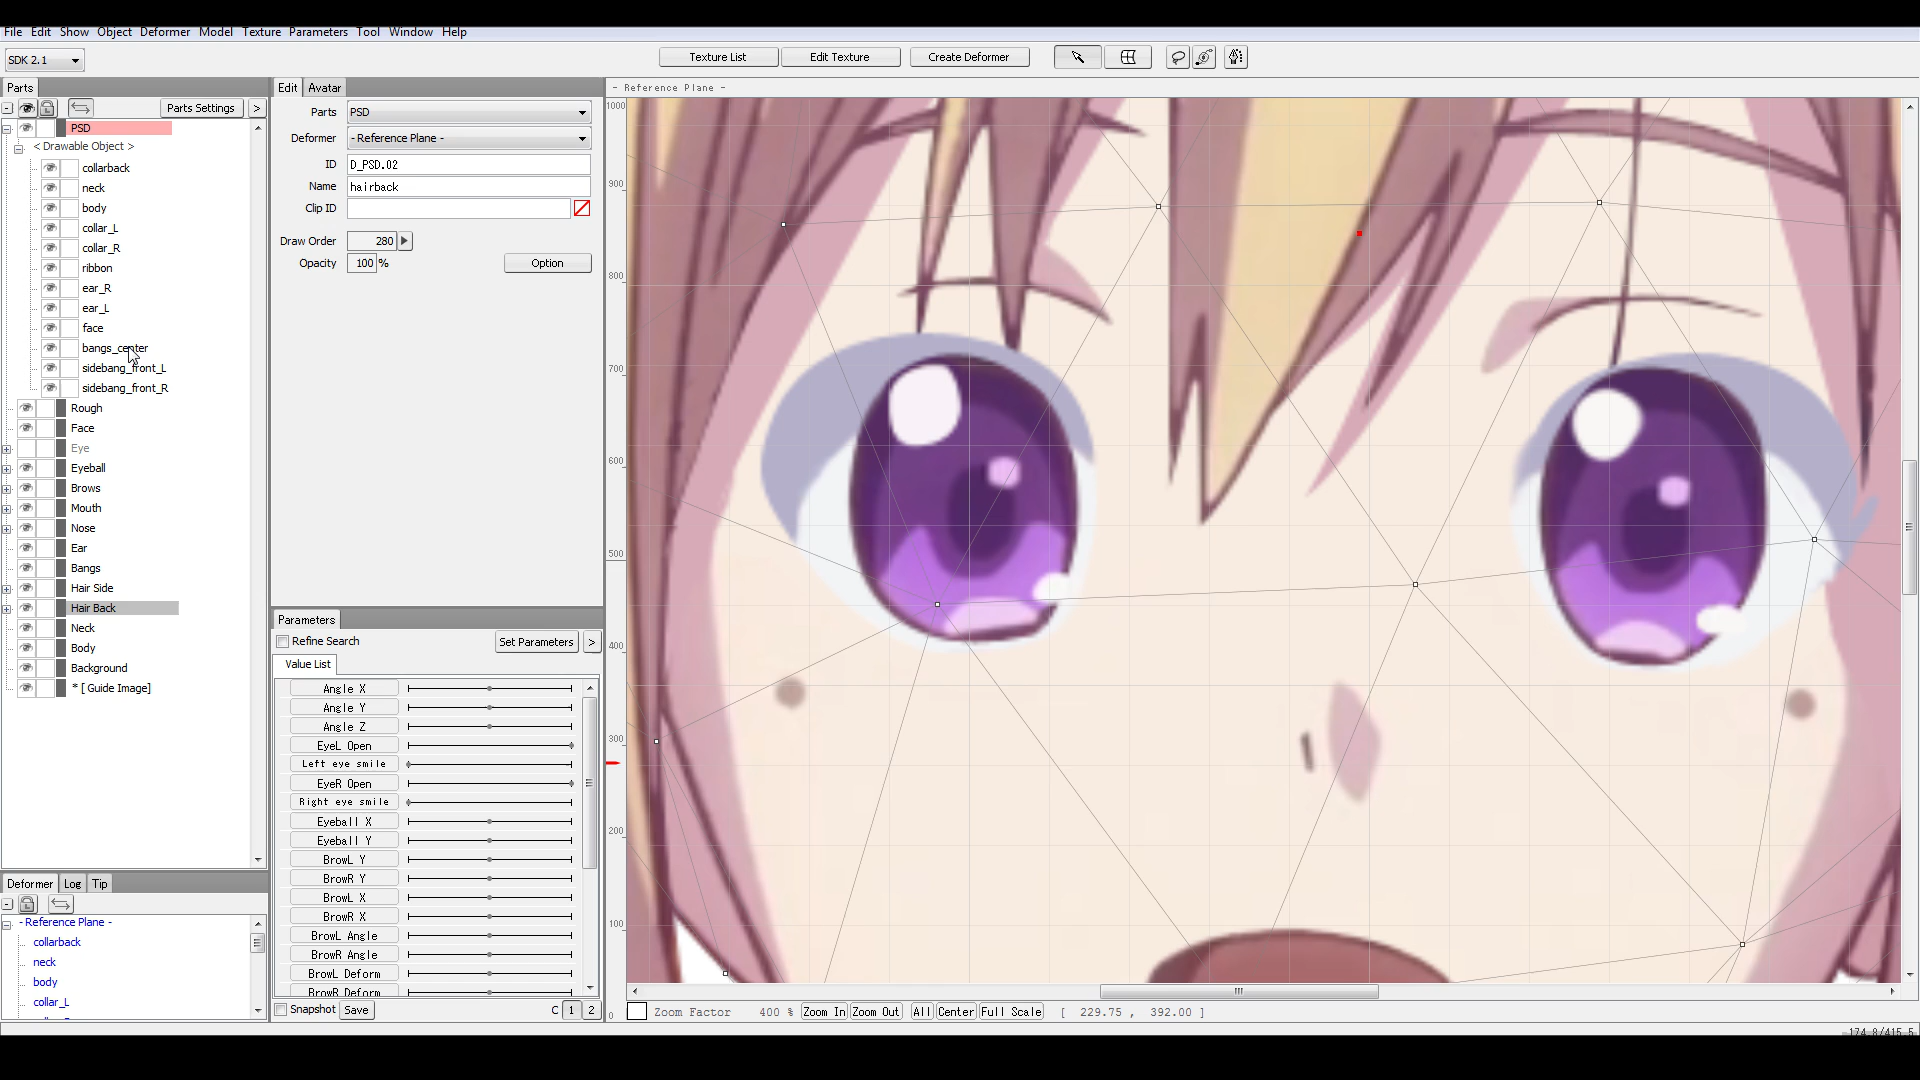 File Edit Show Object Deformer Model Texture Parameters Tool Window Help
SDK 2.1
Texture List Edit Texture Create Deformer
Parts
Parts Settings >
PSD
< Drawable Object >
collarback
neck
body
collar_L
collar_R
ribbon
ear_R
ear_L
face
bangs_center
sidebang_front_L
sidebang_front_R
Rough
Face
Eye
Eyeball
Brows
Mouth
Nose
Ear
Bangs
Hair Side
Hair Back
Neck
Body
Background
* [ Guide Image]
Deformer Log Tip
- Reference Plane -
collarback
neck
body
collar_L
Edit Avatar
Parts PSD
Deformer - Reference Plane -
ID D_PSD.02
Name hairback
Clip ID
Draw Order 280
Opacity 100 % Option
Parameters
Refine Search Set Parameters >
Value List
Angle X
Angle Y
Angle Z
EyeL Open
Left eye smile
EyeR Open
Right eye smile
Eyeball X
Eyeball Y
BrowL Y
BrowR Y
BrowL X
BrowR X
BrowL Angle
BrowR Angle
BrowL Deform
BrowR Deform
Snapshot Save C 1 2
- Reference Plane -
1000
900
800
700
600
500
400
300
200
100
0
Zoom Factor 400 % Zoom In Zoom Out All Center Full Scale [ 229.75 , 392.00 ]
174.8/415.5